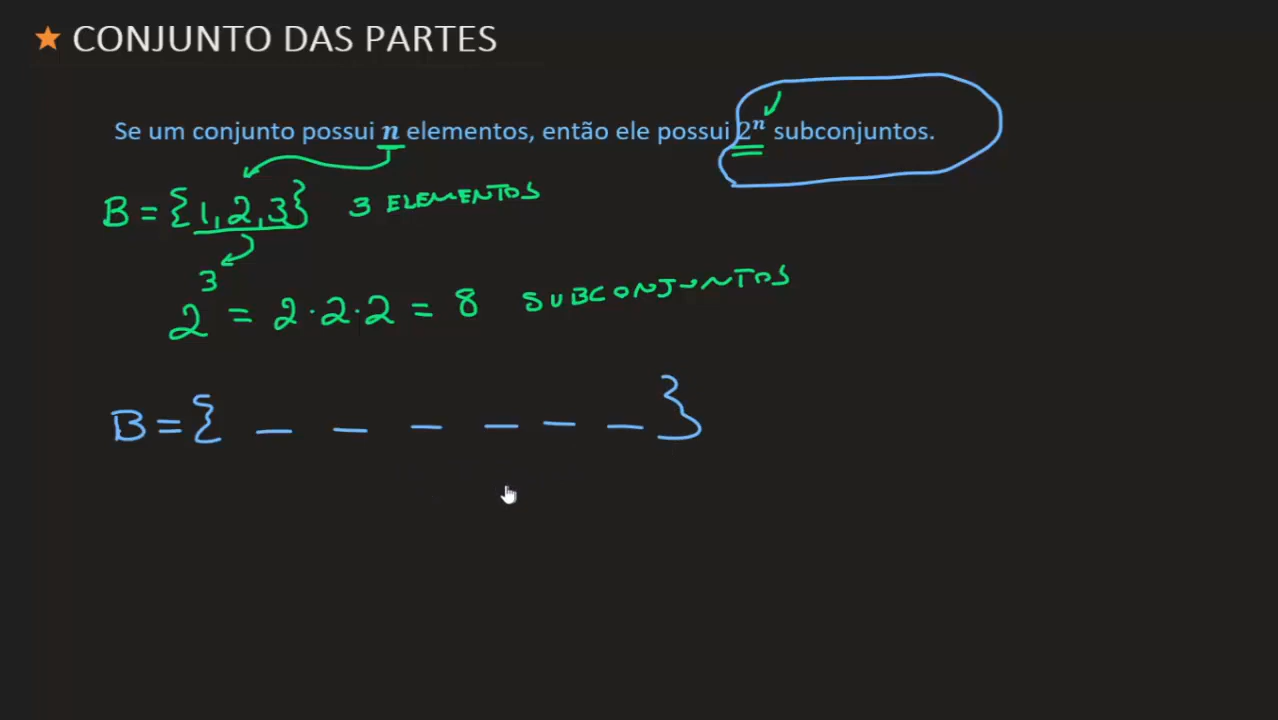 CONJUNTO DAS PARTES
Se um conjunto possui n elementos, então ele possui 2ⁿ subconjuntos.
B = {1, 2, 3} 3 ELEMENTOS
2³ = 2 · 2 · 2 = 8 SUBCONJUNTOS
B = { _ _ _ _ _ _ }